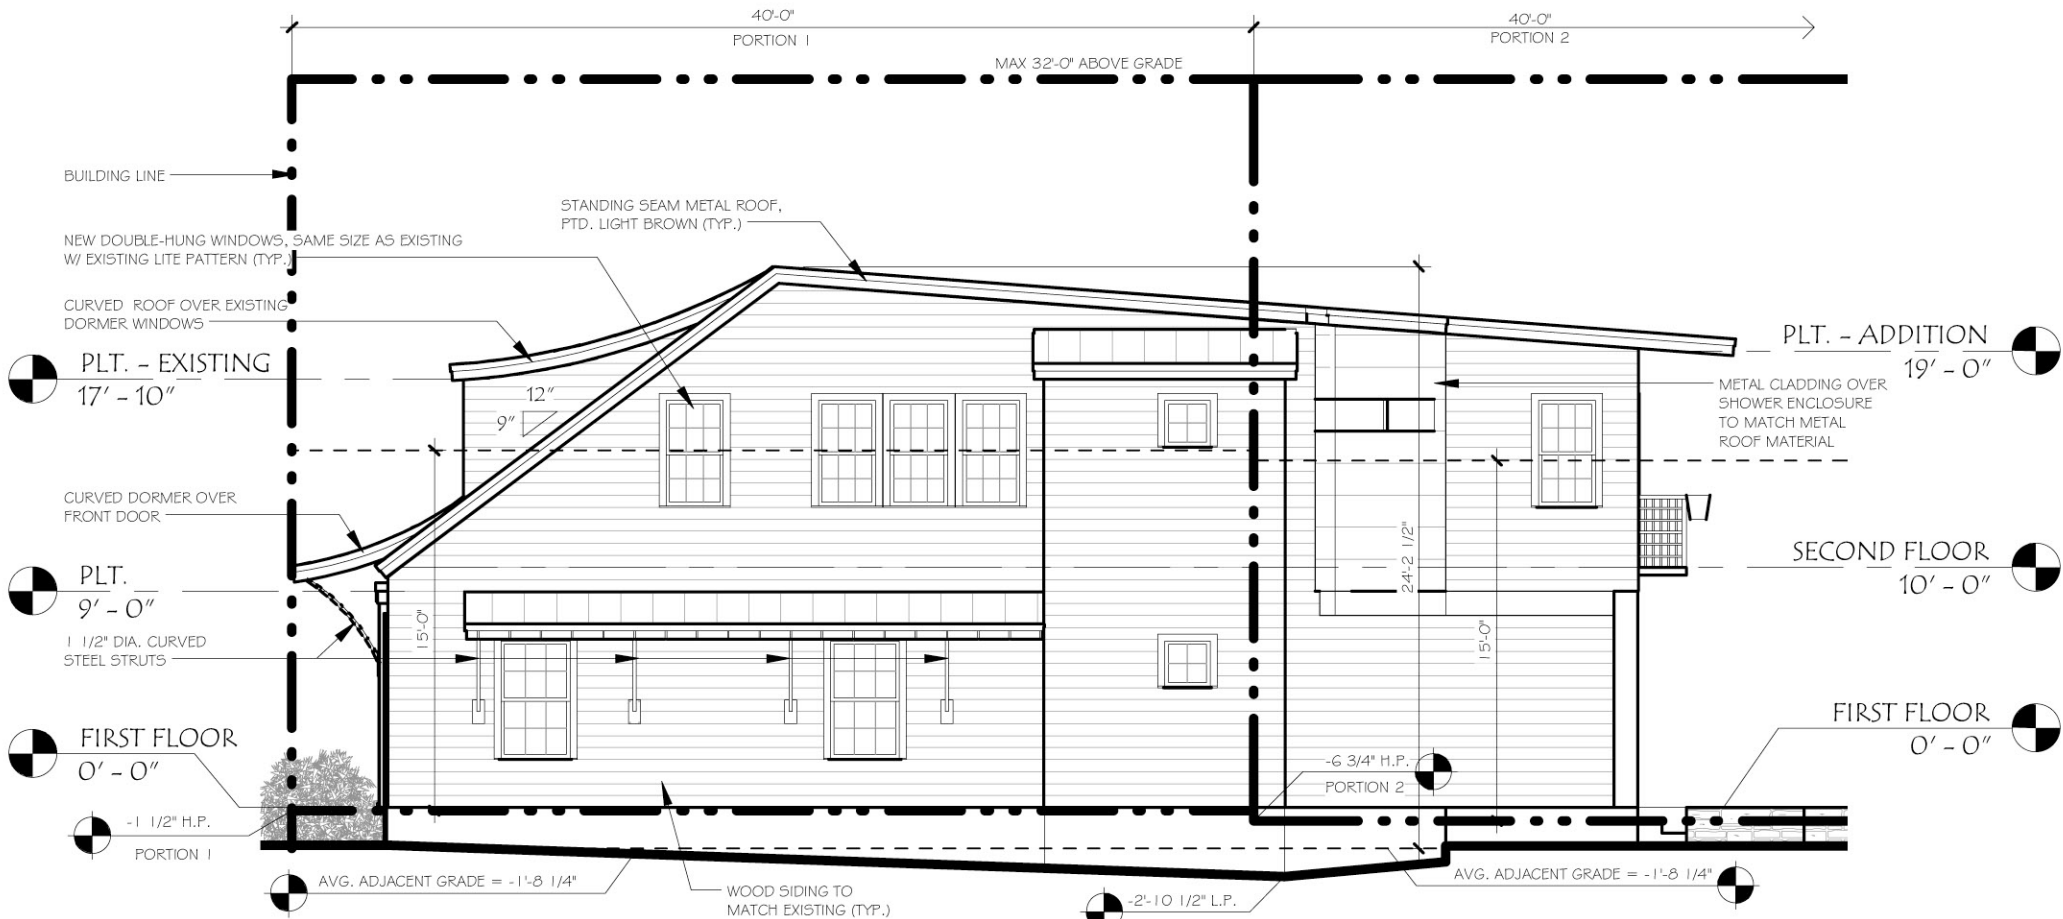 40'-0"
PORTION 1
40'-0"
PORTION 2
MAX 32'-0" ABOVE GRADE
BUILDING LINE
STANDING SEAM METAL ROOF,
PTD. LIGHT BROWN (TYP.)
NEW DOUBLE-HUNG WINDOWS, SAME SIZE AS EXISTING
W/ EXISTING LITE PATTERN (TYP.)
CURVED ROOF OVER EXISTING
DORMER WINDOWS
PLT. - EXISTING
17' - 10"
12"
9"
PLT. - ADDITION
19' - 0"
METAL CLADDING OVER
SHOWER ENCLOSURE
TO MATCH METAL
ROOF MATERIAL
CURVED DORMER OVER
FRONT DOOR
PLT.
9' - 0"
SECOND FLOOR
10' - 0"
24'-2 1/2"
15'-0"
15'-0"
1 1/2" DIA. CURVED
STEEL STRUTS
FIRST FLOOR
0' - 0"
FIRST FLOOR
0' - 0"
-6 3/4" H.P.
PORTION 2
-1 1/2" H.P.
PORTION 1
AVG. ADJACENT GRADE = -1'-8 1/4"
AVG. ADJACENT GRADE = -1'-8 1/4"
WOOD SIDING TO
MATCH EXISTING (TYP.)
-2'-10 1/2" L.P.